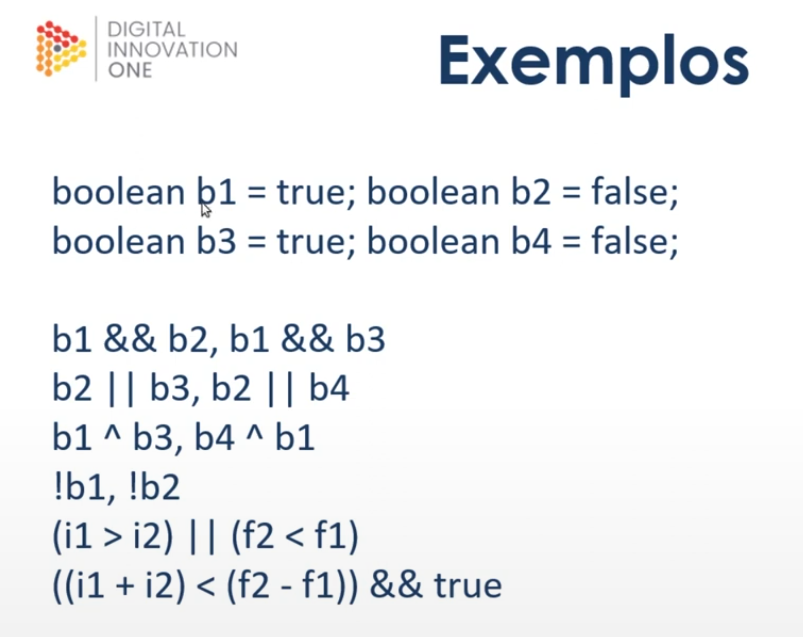 DIGITAL
INNOVATION
ONE
Exemplos
boolean b1 = true; boolean b2 = false;
boolean b3 = true; boolean b4 = false;
b1 && b2, b1 && b3
b2 || b3, b2 || b4
b1 ^ b3, b4 ^ b1
!b1, !b2
(i1 > i2) || (f2 < f1)
((i1 + i2) < (f2 - f1)) && true